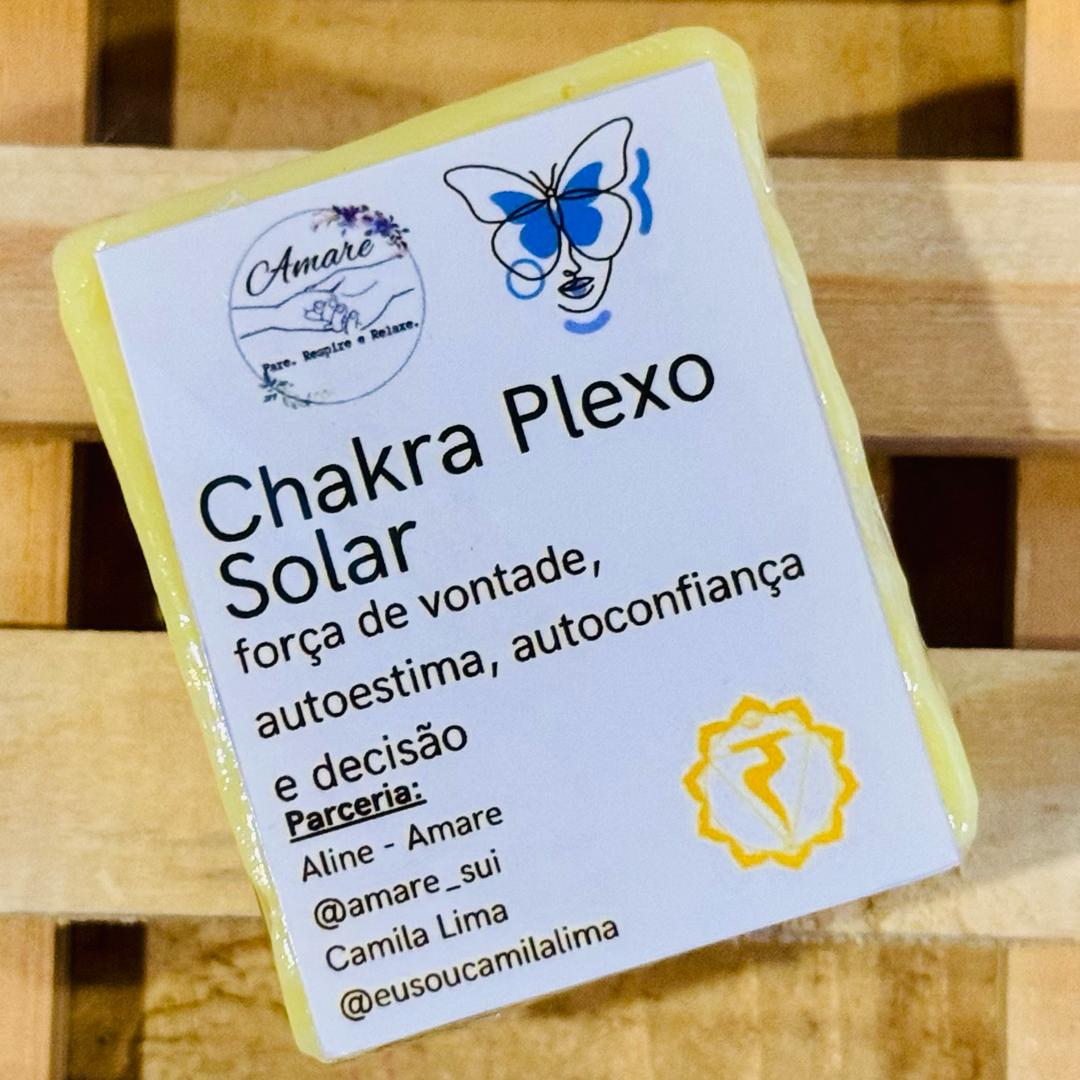 Amare
Pare. Respire e Relaxe.
Chakra Plexo
Solar
força de vontade,
autoestima, autoconfiança
e decisão
Parceria:
Aline - Amare
@amare_sui
Camila Lima
@eusoucamilalima
रं